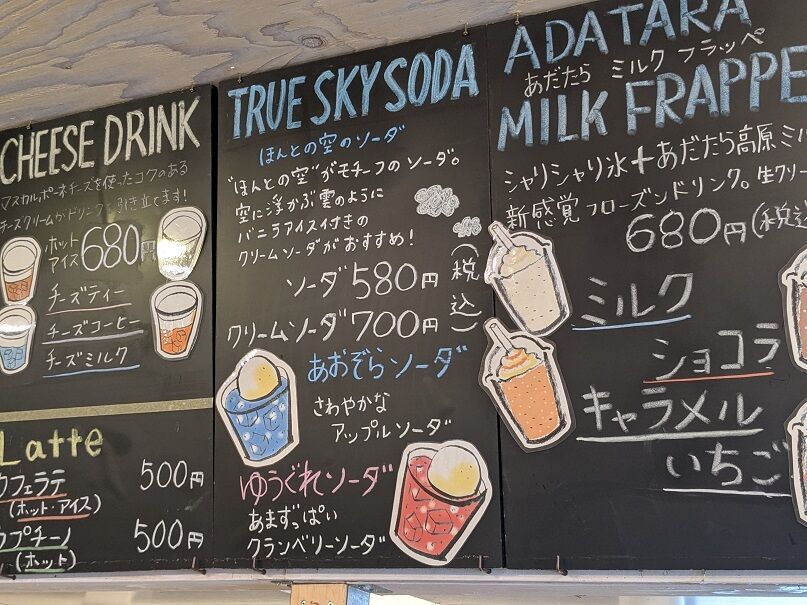 CHEESE DRINK
マスカルポーネチーズを使ったコクのある
チーズクリームがドリンクを引き立てます!
ホット
アイス 680円
チーズティー
チーズコーヒー
チーズミルク
Latte
カフェラテ 500円
(ホット・アイス)
カプチーノ 500円
(ホット)
TRUE SKY SODA
ほんとの空のソーダ
"ほんとの空"がモチーフのソーダ。
空に浮かぶ雲のように
バニラアイス付きの
クリームソーダがおすすめ!
ソーダ 580円
クリームソーダ 700円
(税込)
あおぞらソーダ
さわやかな
アップルソーダ
ゆうぐれソーダ
あまずっぱい
クランベリーソーダ
ADATARA
あだたら ミルク フラッペ
MILK FRAPPE
シャリシャリ氷+あだたら高原ミル
新感覚フローズンドリンク。生クリー
680円(税込
ミルク
ショコラ
キャラメル
いちご